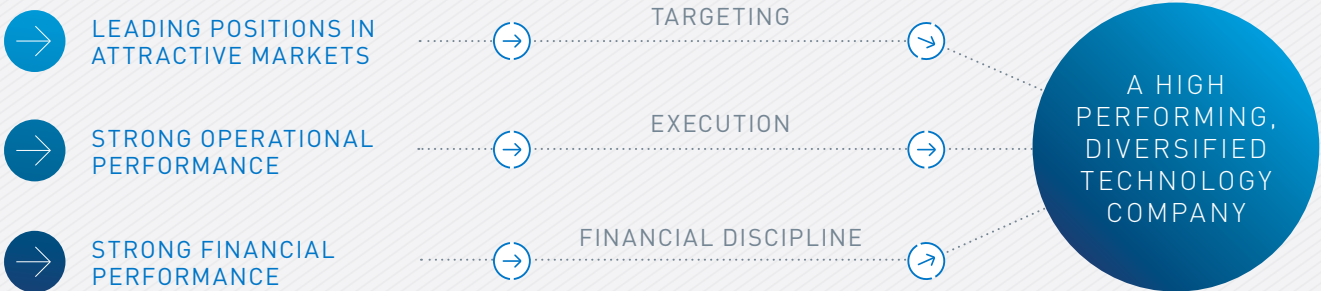 LEADING POSITIONS IN
ATTRACTIVE MARKETS
TARGETING
STRONG OPERATIONAL
PERFORMANCE
EXECUTION
STRONG FINANCIAL
PERFORMANCE
FINANCIAL DISCIPLINE
A HIGH
PERFORMING,
DIVERSIFIED
TECHNOLOGY
COMPANY